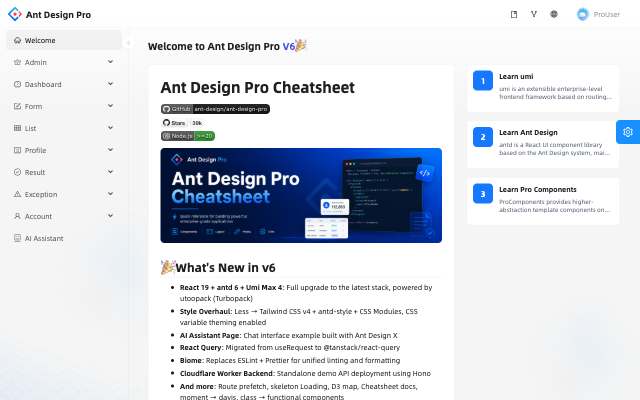 Ant Design Pro
ProUser
Welcome
Admin
Dashboard
Form
List
Profile
Result
Exception
Account
AI Assistant
Welcome to Ant Design Pro V6🎉
Ant Design Pro Cheatsheet
GitHub ant-design/ant-design-pro
Stars
Node.js >=20
Ant Design Pro
Ant Design Pro
Cheatsheet
🎉What's New in v6
React 19 + antd 6 + Umi Max 4: Full upgrade to the latest stack, powered by
utoopack (Turbopack)
Style Overhaul: Less → Tailwind CSS v4 + antd-style + CSS Modules, CSS
variable theming enabled
AI Assistant Page: Chat interface example built with Ant Design X
React Query: Migrated from useRequest to @tanstack/react-query
Biome: Replaces ESLint + Prettier for unified linting and formatting
Cloudflare Worker Backend: Standalone demo API deployment using Hono
And more: Route prefetch, skeleton Loading, D3 map, Cheatsheet docs,
moment → dayjs, class → functional components
1
Learn umi
umi is an extensible enterprise-level
frontend framework based on routing...
2
Learn Ant Design
antd is a React UI component library
based on the Ant Design system, mai...
3
Learn Pro Components
ProComponents provides higher-
abstraction template components on...